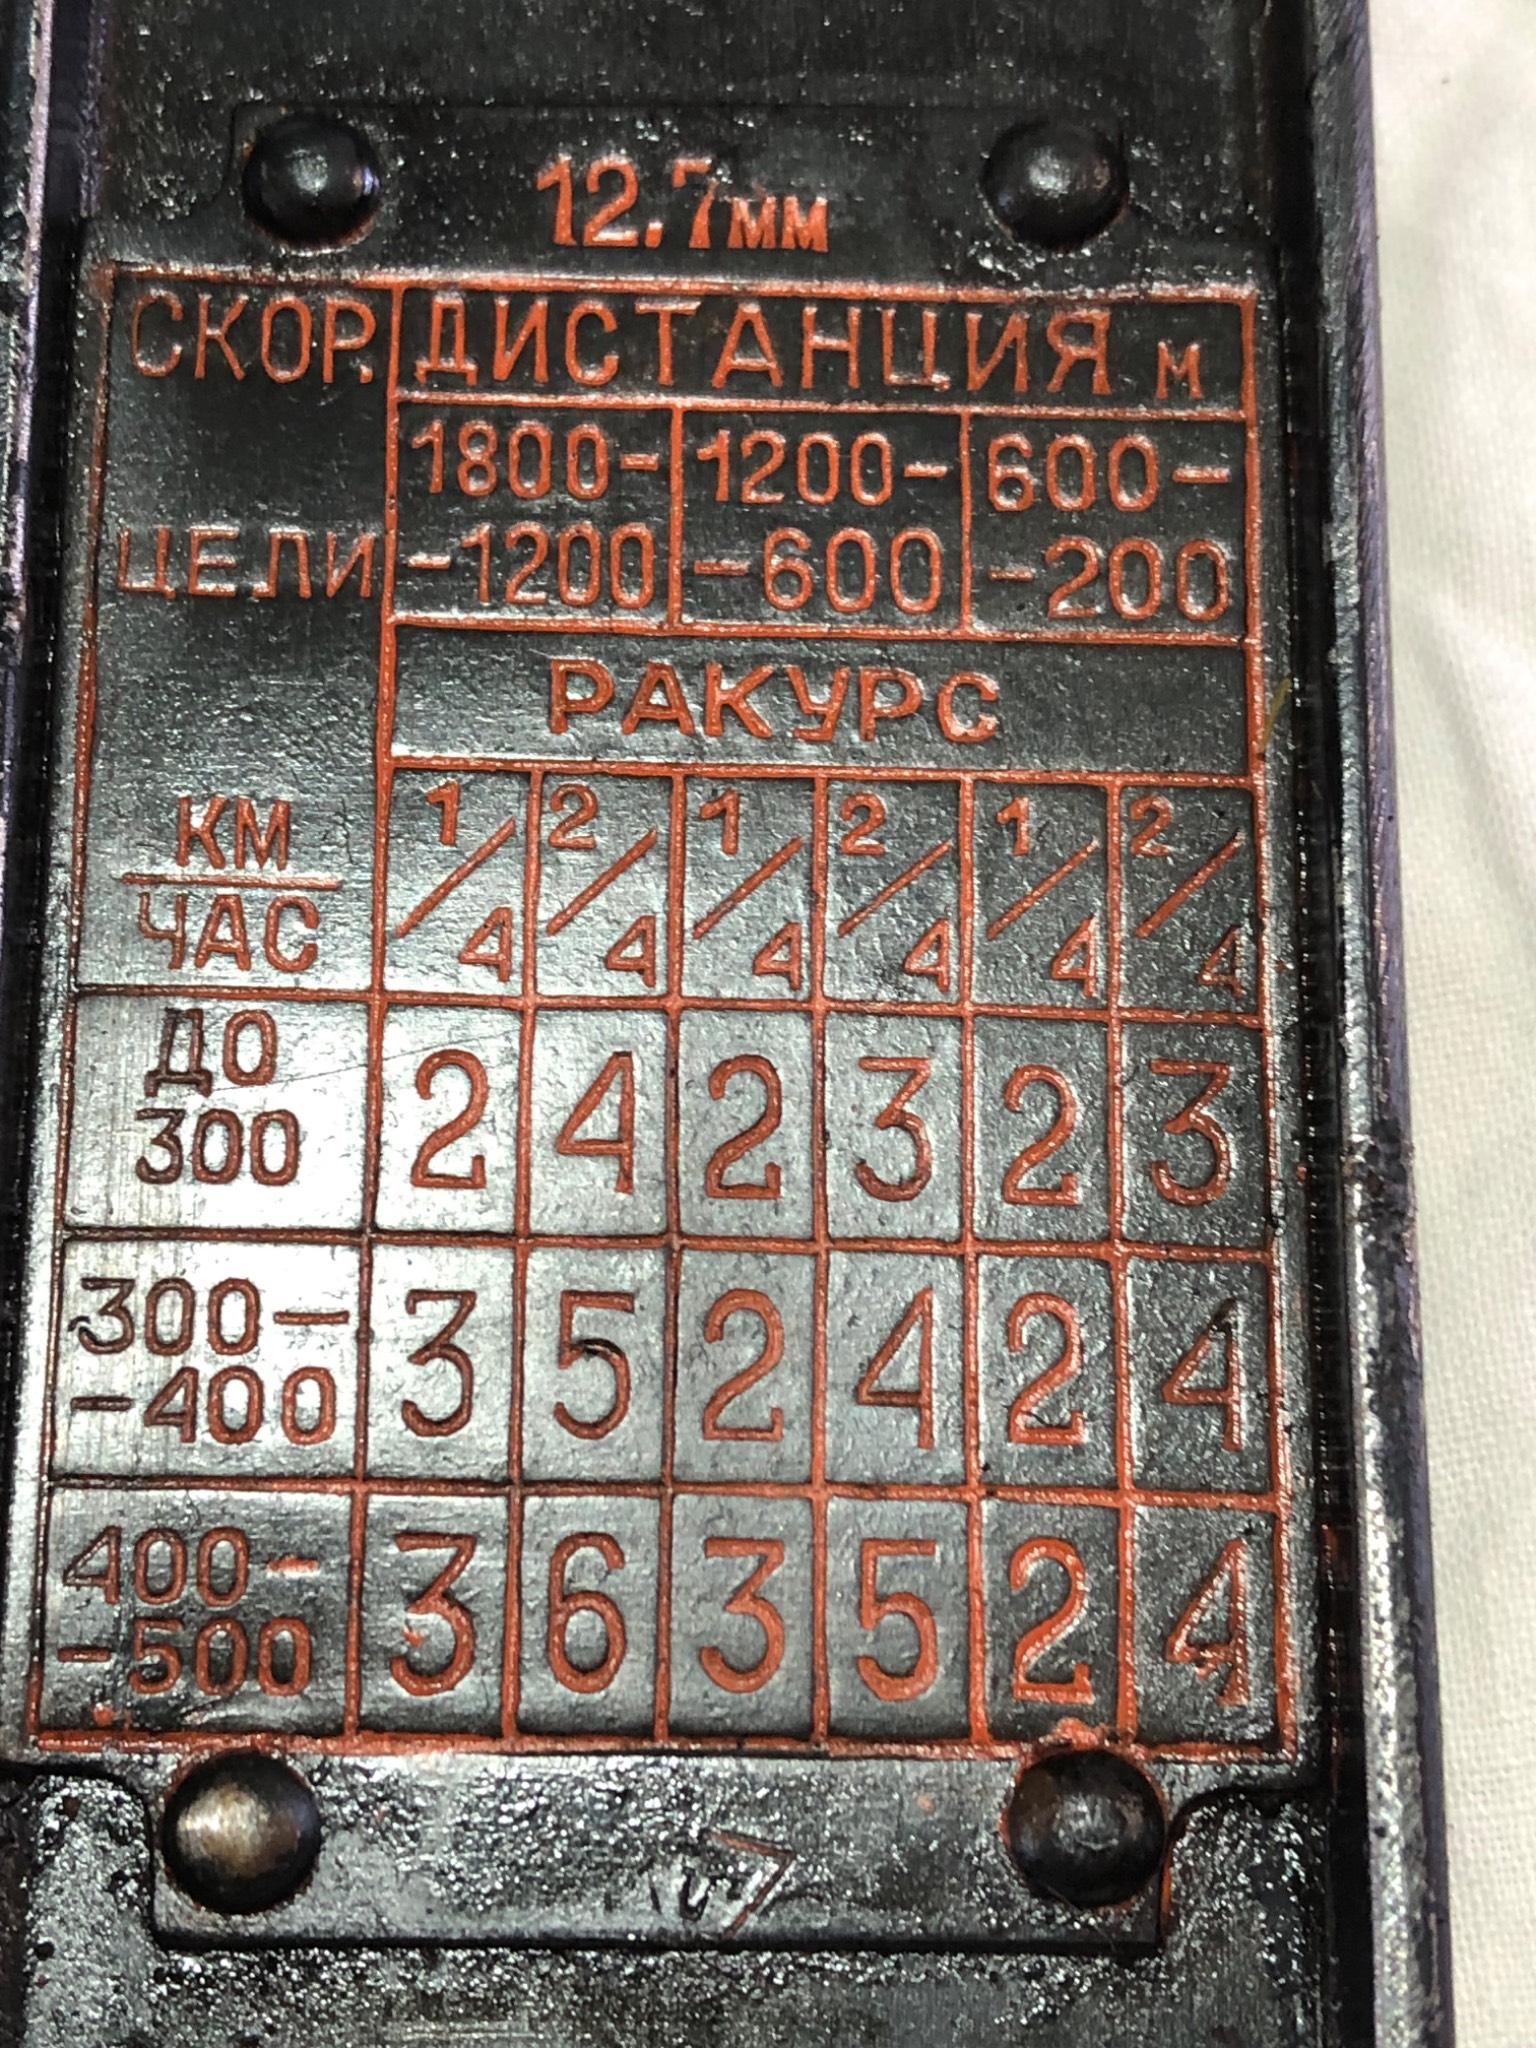 12.7мм
СКОР. ДИСТАНЦИЯ м
1800- 1200- 600-
ЦЕЛИ -1200 -600 -200
РАКУРС
КМ/ЧАС 1/4 2/4 1/4 2/4 1/4 2/4
ДО 300 2 4 2 3 2 3
300- -400 3 5 2 4 2 4
400- -500 3 6 3 5 2 4